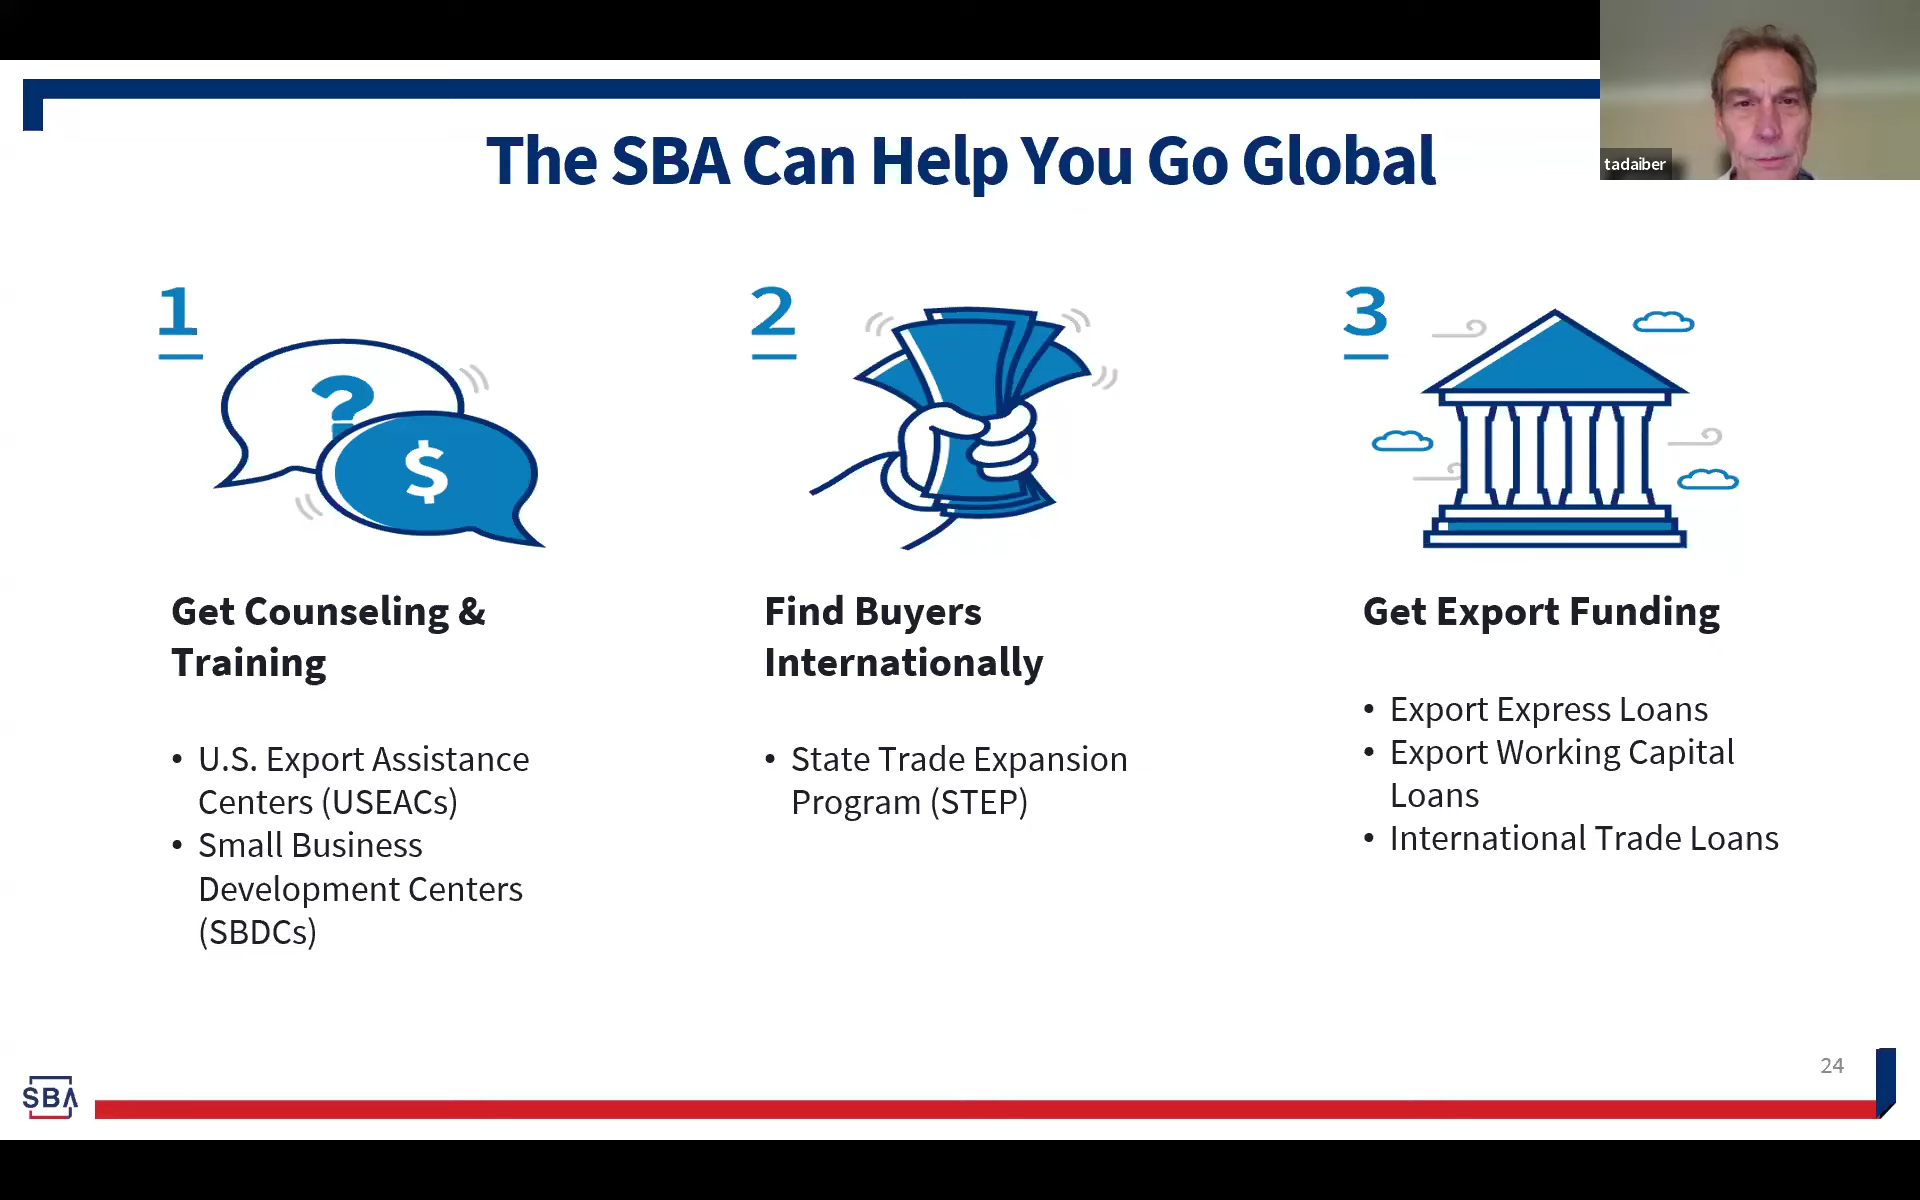 The SBA Can Help You Go Global
tadaiber
1
?
$
Get Counseling &
Training
• U.S. Export Assistance
Centers (USEACs)
• Small Business
Development Centers
(SBDCs)
2
Find Buyers
Internationally
• State Trade Expansion
Program (STEP)
3
Get Export Funding
• Export Express Loans
• Export Working Capital
Loans
• International Trade Loans
24
SBA